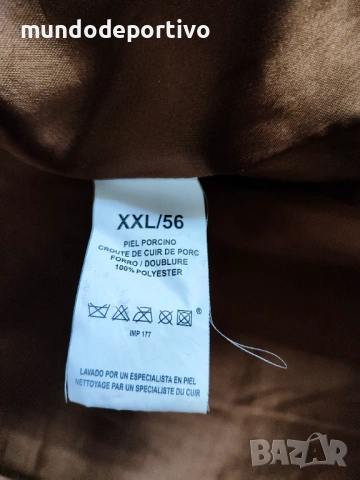 mundodeportivo
XXL/56
PIEL PORCINO
CROUTE DE CUIR DE PORC
FORRO / DOUBLURE
100% POLYESTER
®
IMP 177
LAVADO POR UN ESPECIALISTA EN PIEL
NETTOYAGE PAR UN SPECIALISTE DU CUIR
BAZAR